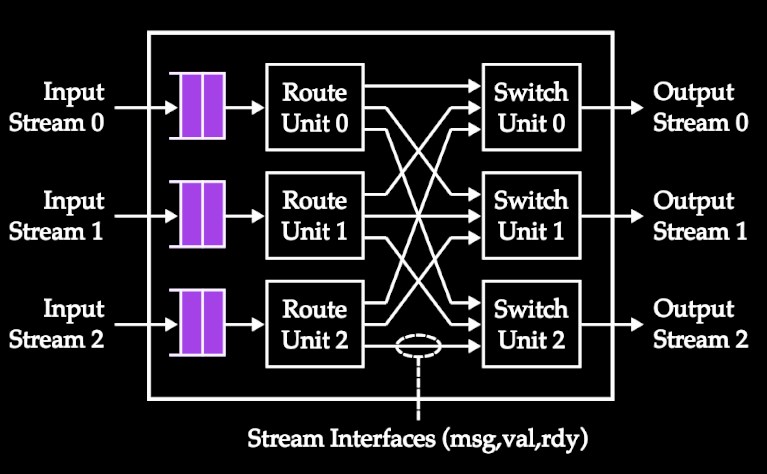 Input
Stream 0
Route
Unit 0
Switch
Unit 0
Output
Stream 0
Input
Stream 1
Route
Unit 1
Switch
Unit 1
Output
Stream 1
Input
Stream 2
Route
Unit 2
Switch
Unit 2
Output
Stream 2
Stream Interfaces (msg,val,rdy)